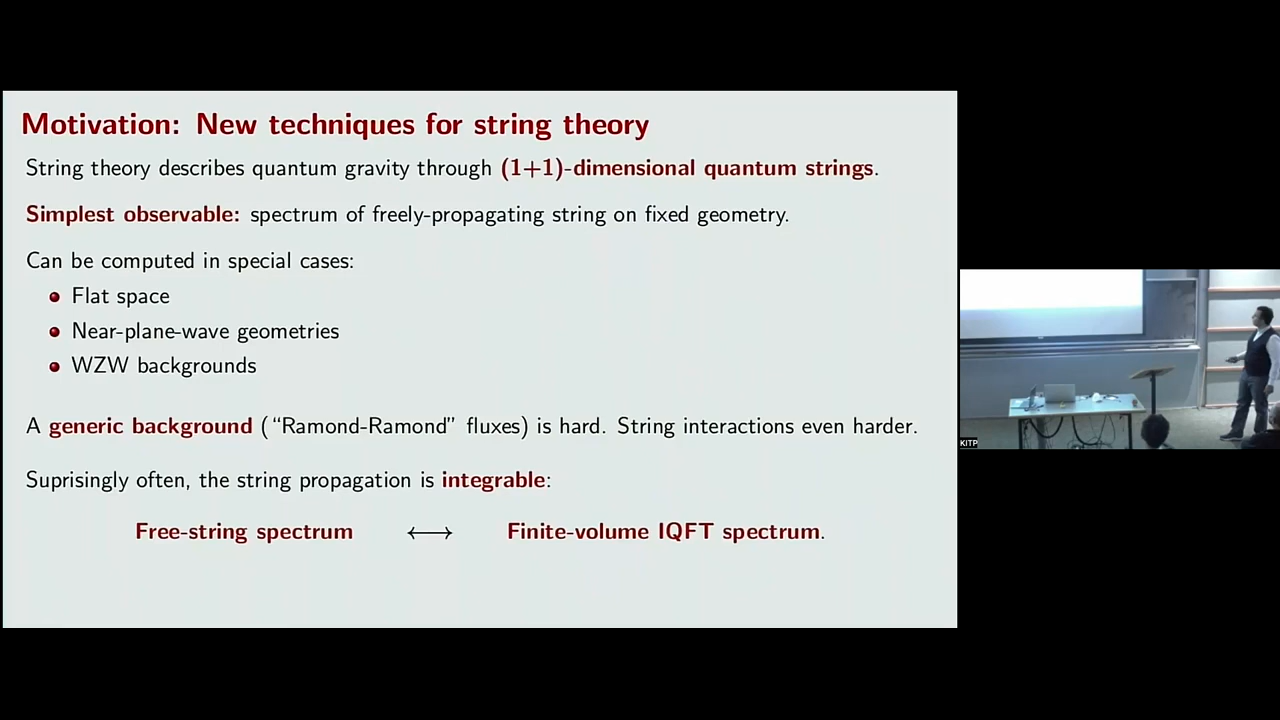 Motivation: New techniques for string theory
String theory describes quantum gravity through (1+1)-dimensional quantum strings.
Simplest observable: spectrum of freely-propagating string on fixed geometry.
Can be computed in special cases:
Flat space
Near-plane-wave geometries
WZW backgrounds
A generic background (“Ramond-Ramond” fluxes) is hard. String interactions even harder.
Suprisingly often, the string propagation is integrable:
Free-string spectrum ⟷ Finite-volume IQFT spectrum.
KITP